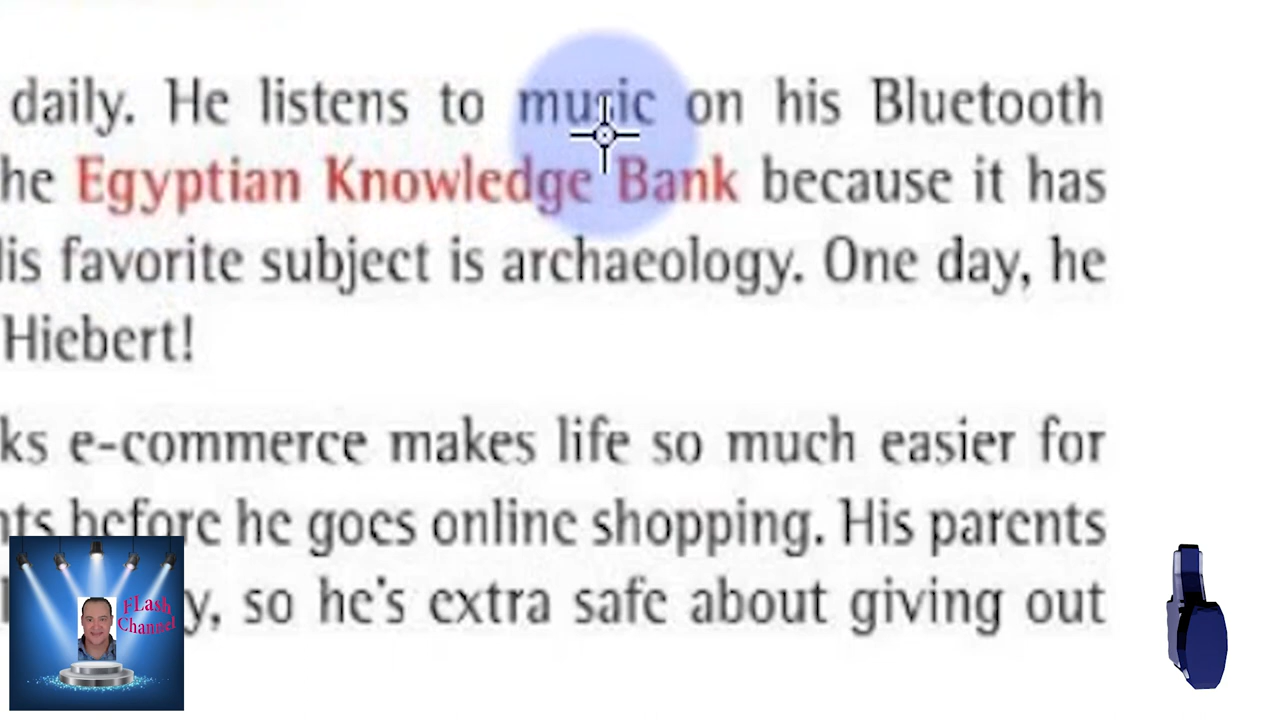 daily. He listens to music on his Bluetooth
he Egyptian Knowledge Bank because it has
is favorite subject is archaeology. One day, he
Hiebert!
ks e-commerce makes life so much easier for
nts before he goes online shopping. His parents
y, so he's extra safe about giving out
FLash
Channel